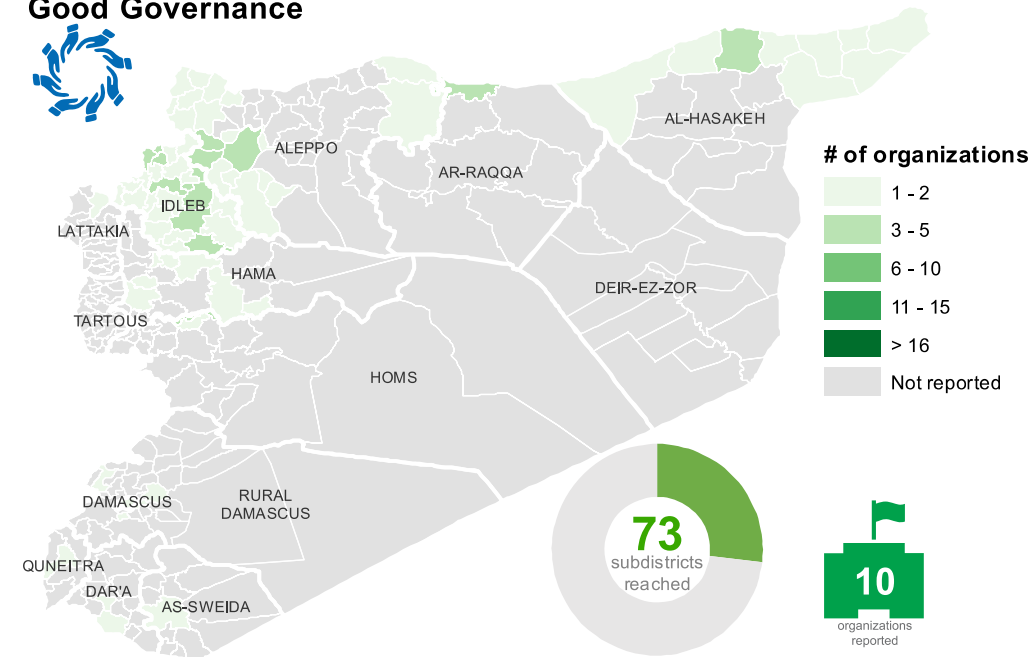 Good Governance
AL-HASAKEH
ALEPPO
AR-RAQQA
IDLEB
LATTAKIA
HAMA
DEIR-EZ-ZOR
TARTOUS
HOMS
DAMASCUS
RURAL
DAMASCUS
QUNEITRA
DAR'A
AS-SWEIDA
# of organizations
1 - 2
3 - 5
6 - 10
11 - 15
> 16
Not reported
73
subdistricts
reached
10
organizations
reported